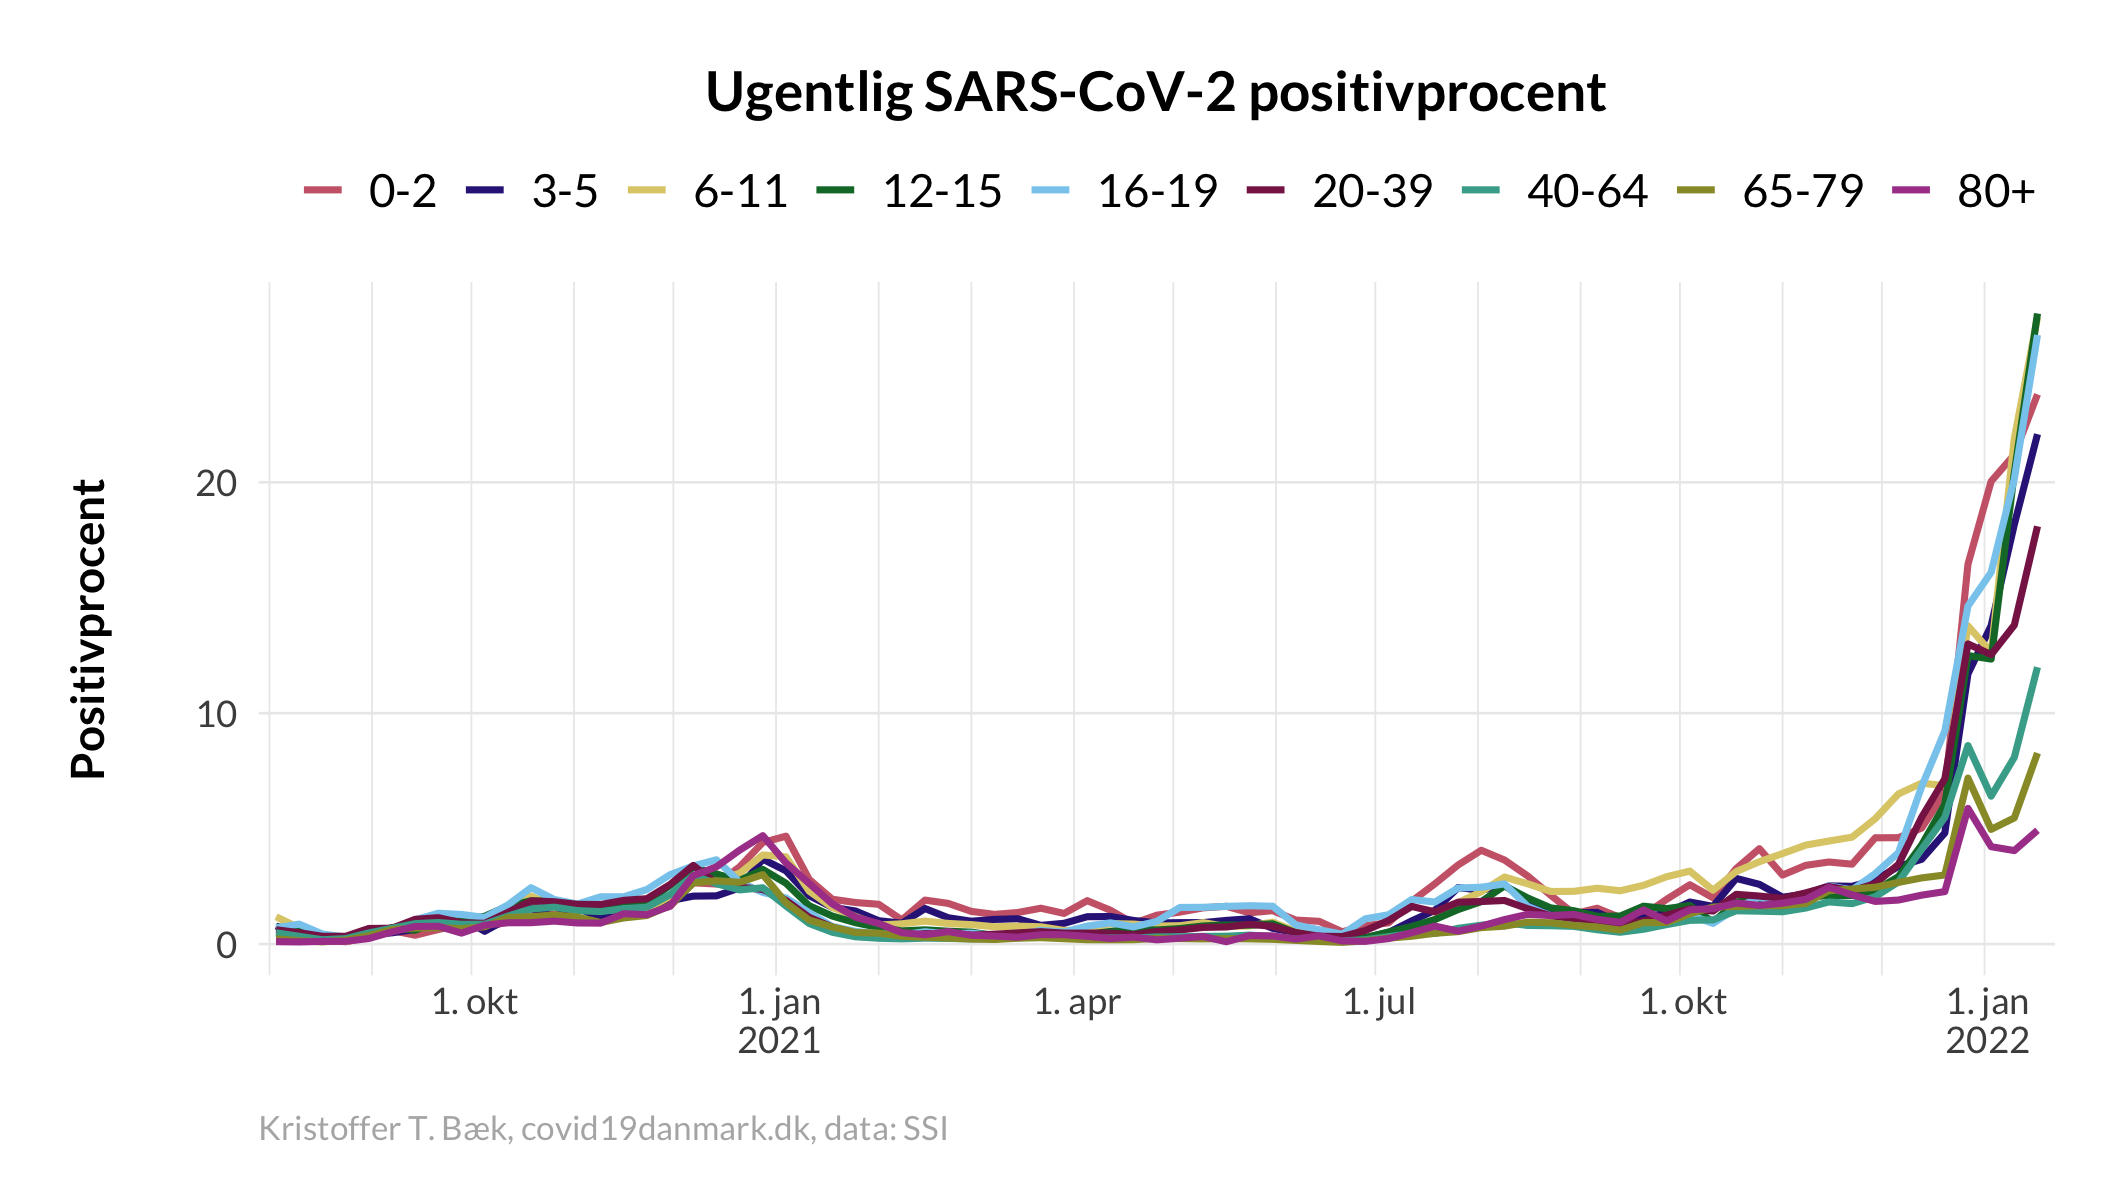 Ugentlig SARS-CoV-2 positivprocent
0-2 3-5 6-11 12-15 16-19 20-39 40-64 65-79 80+
Positivprocent
20
10
0
1. okt 1. jan 1. apr 1. jul 1. okt 1. jan
2021 2022
Kristoffer T. Bæk, covid19danmark.dk, data: SSI